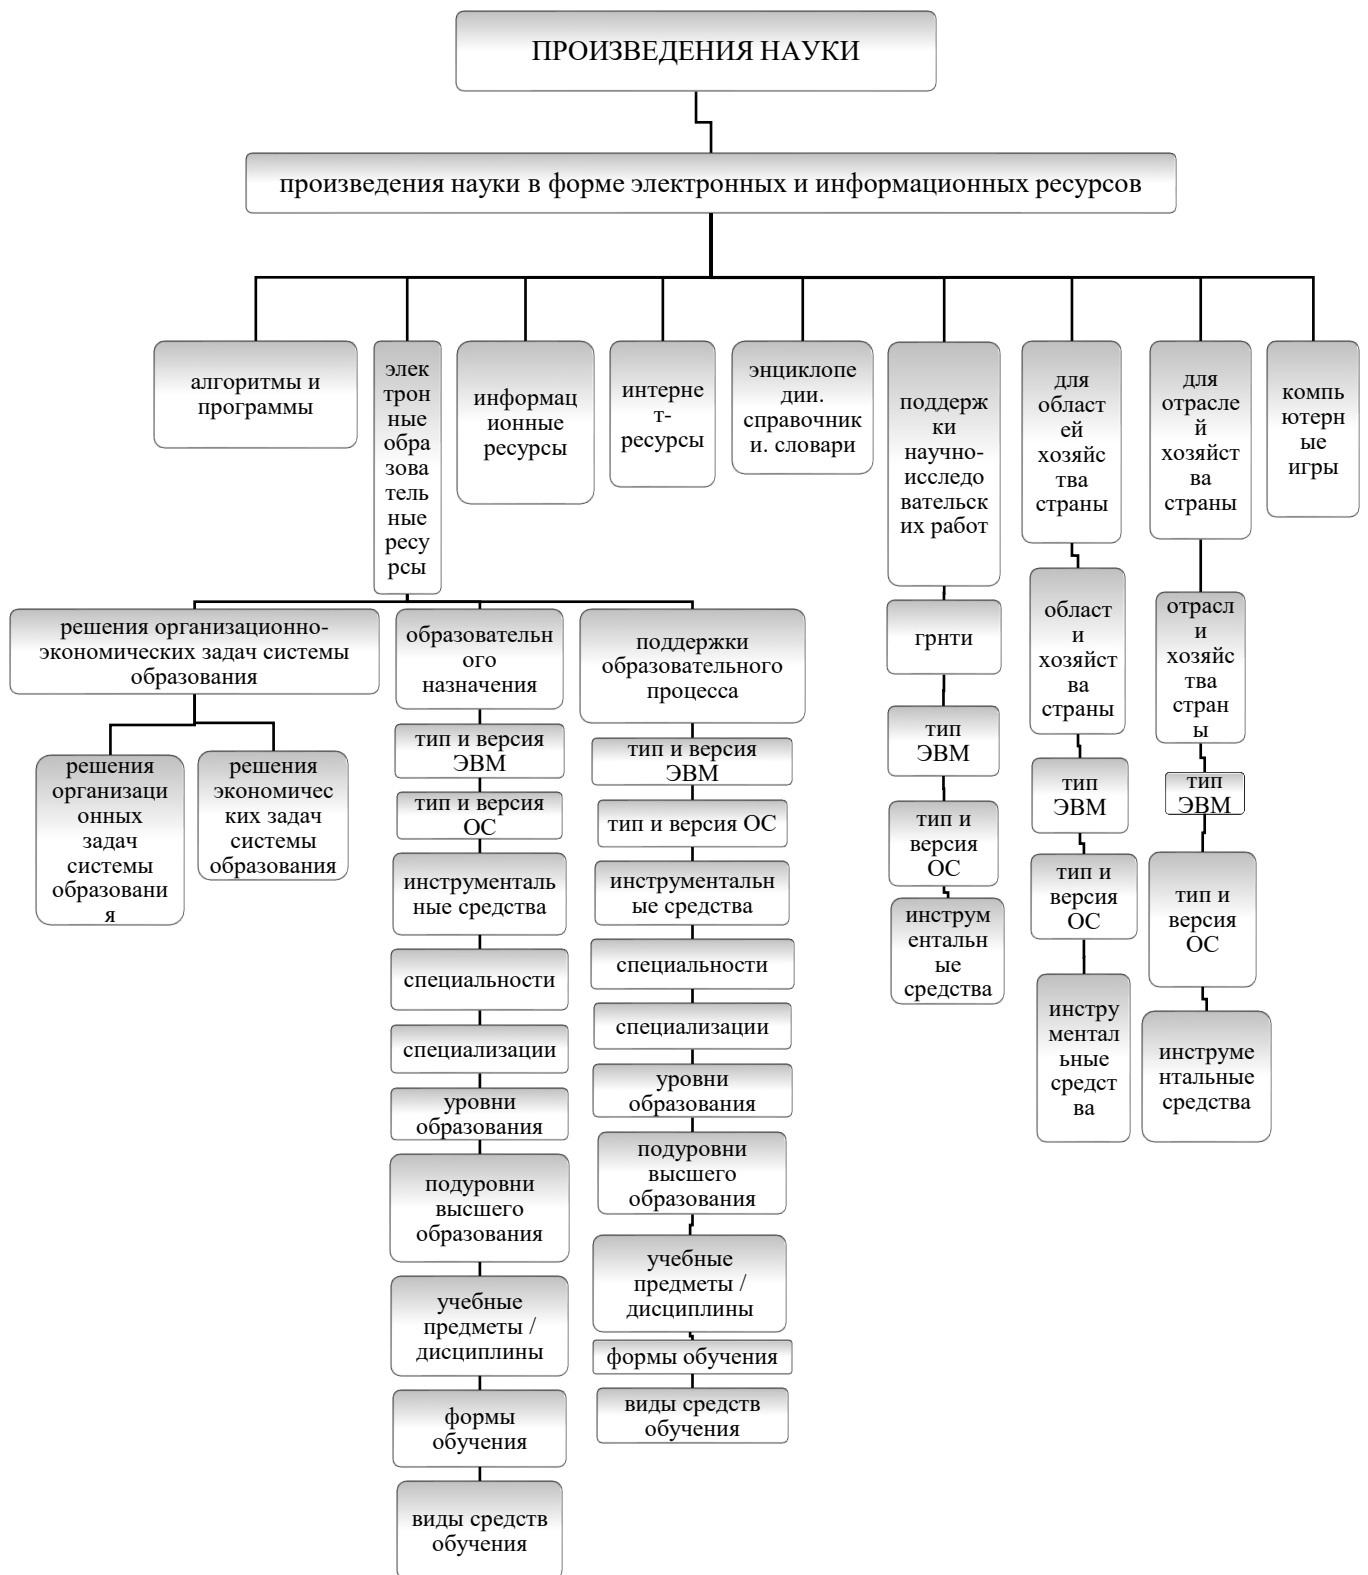 ПРОИЗВЕДЕНИЯ НАУКИ
произведения науки в форме электронных и информационных ресурсов
алгоритмы и
программы
элек
трон
ные
обра
зова
тель
ные
ресу
рсы
информац
ионные
ресурсы
интерне
т-
ресурсы
энциклопе
дии.
справочник
и. словари
поддерж
ки
научно-
исследо
вательск
их работ
для
област
ей
хозяйс
тва
страны
для
отрасле
й
хозяйст
ва
страны
компь
ютерн
ые
игры
решения организационно-
экономических задач системы
образования
решения
организаци
онных
задач
системы
образовани
я
решения
экономичес
ких задач
системы
образования
образовательн
ого
назначения
тип и версия
ЭВМ
тип и версия
ОС
инструменталь
ные средства
специальности
специализации
уровни
образования
подуровни
высшего
образования
учебные
предметы /
дисциплины
формы
обучения
виды средств
обучения
поддержки
образовательного
процесса
тип и версия
ЭВМ
тип и версия ОС
инструментальн
ые средства
специальности
специализации
уровни
образования
подуровни
высшего
образования
учебные
предметы /
дисциплины
формы обучения
виды средств
обучения
грнти
тип
ЭВМ
тип и
версия
ОС
инструм
ентальн
ые
средства
област
и
хозяйст
ва
страны
тип
ЭВМ
тип и
версия
ОС
инстру
ментал
ьные
средст
ва
отрасл
и
хозяйс
тва
стран
ы
тип
ЭВМ
тип и
версия
ОС
инструме
нтальные
средства